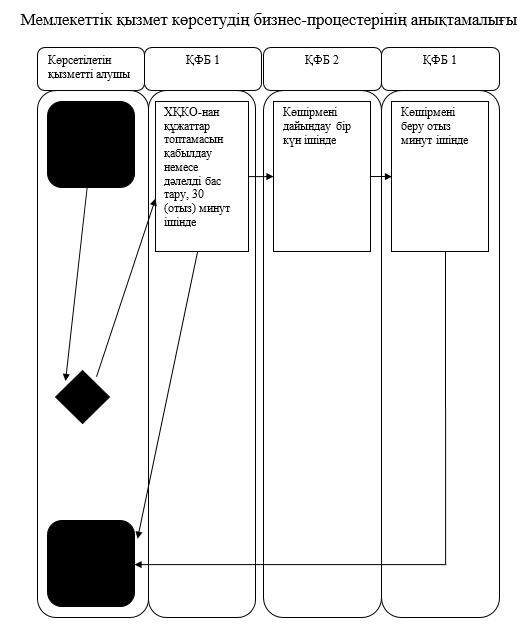 Мемлекеттік қызмет көрсетудің бизнес-процестерінің анықтамалығы
Көрсетілетін
қызметті алушы
ҚФБ 1
ҚФБ 2
ҚФБ 1
ХҚКО-нан
құжаттар
топтамасын
қабылдау
немесе
дәлелді бас
тару, 30
(отыз) минут
ішінде
Көшірмені
дайындау бір
күн ішінде
Көшірмені
беру отыз
минут ішінде